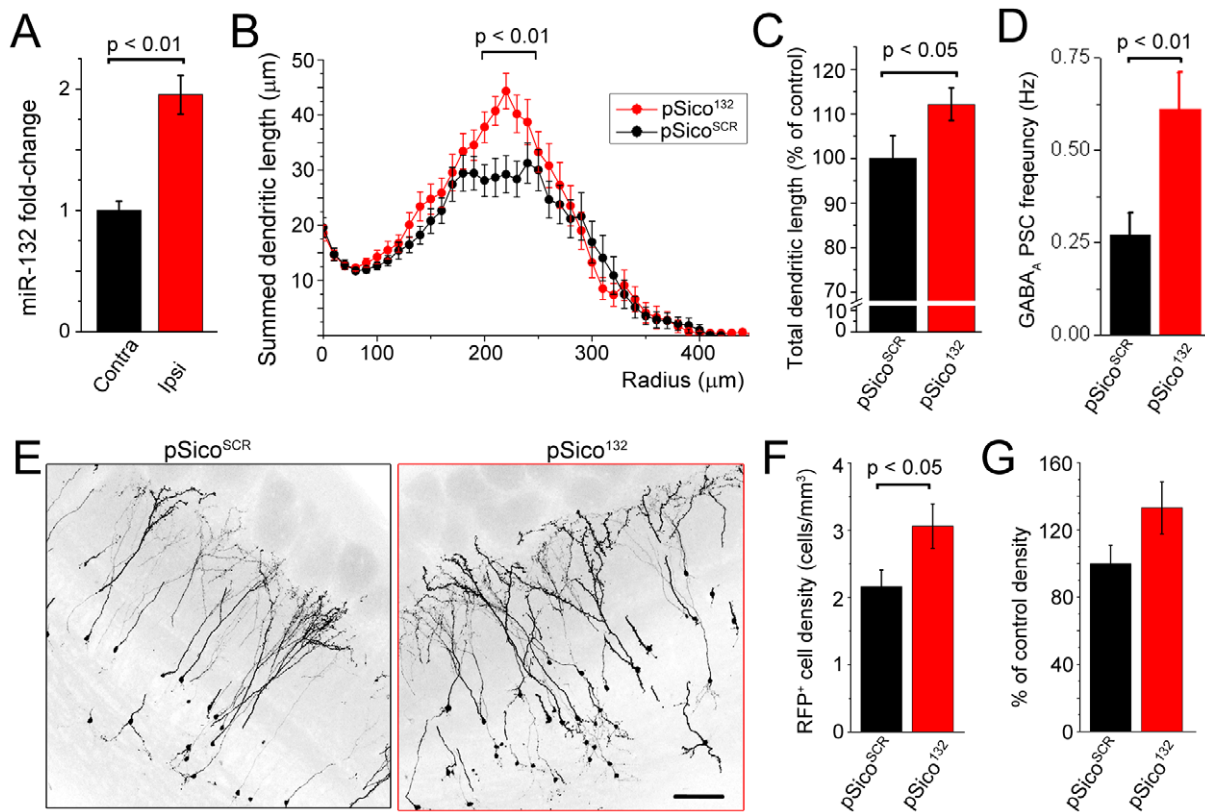 A
p < 0.01
miR-132 fold-change
2
1
0
Contra
Ipsi
B
p < 0.01
Summed dendritic length (μm)
50
40
30
20
10
0
100
200
300
400
Radius (μm)
pSico¹³²
pSicoˢᶜᴿ
C
p < 0.05
Total dendritic length (% of control)
120
110
100
90
80
70
10
0
pSicoˢᶜᴿ
pSico¹³²
D
p < 0.01
GABAA PSC freqeuncy (Hz)
0.75
0.50
0.25
0.00
pSicoˢᶜᴿ
pSico¹³²
E
pSicoˢᶜᴿ
pSico¹³²
F
p < 0.05
RFP⁺ cell density (cells/mm³)
4
3
2
1
0
pSicoˢᶜᴿ
pSico¹³²
G
% of control density
160
120
80
40
0
pSicoˢᶜᴿ
pSico¹³²